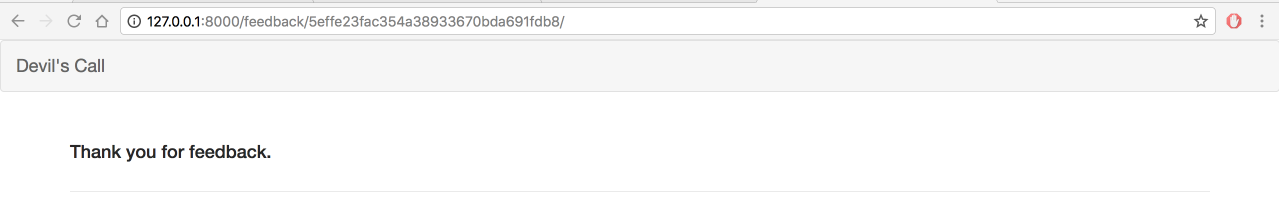 127.0.0.1:8000/feedback/5effe23fac354a38933670bda691fdb8/
Devil's Call
Thank you for feedback.